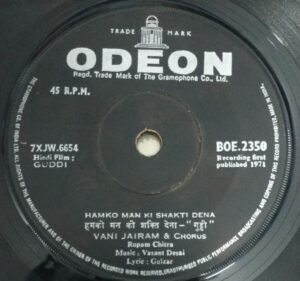 TRADE MARK
ODEON
Regd. Trade Mark of The Gramophone Co., Ltd.
45 R.P.M.
7XJW.6654
BOE.2350
Hindi Film :
GUDDI
Recording first
published 1971
HAMKO MAN KI SHAKTI DENA
हमको मन की शक्ति देना-"गुड्डी"
VANI JAIRAM & CHORUS
Rupam Chitra
Music : Vasant Desai
Lyric : Gulzar